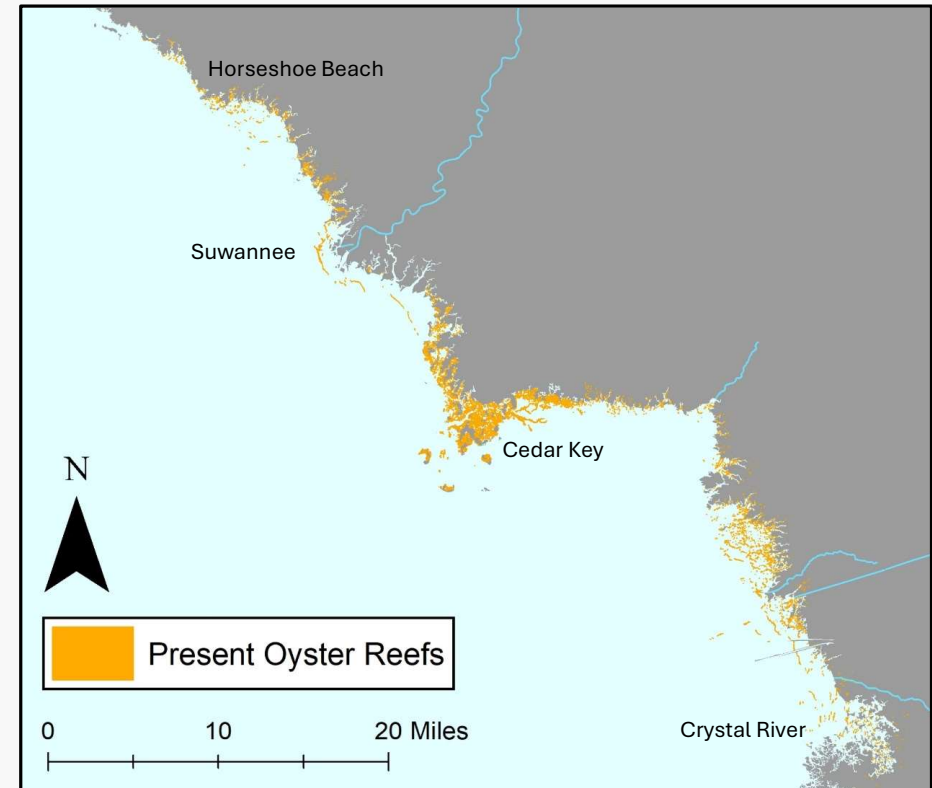 Horseshoe Beach
Suwannee
Cedar Key
N
Present Oyster Reefs
0 10 20 Miles
Crystal River